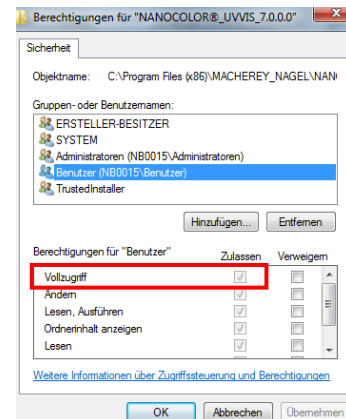 Berechtigungen für "NANOCOLOR®_UVVIS_7.0.0.0"
Sicherheit
Objektname: C:\Program Files (x86)\MACHEREY_NAGEL\NAN
Gruppen- oder Benutzernamen:
ERSTELLER-BESITZER
SYSTEM
Administratoren (NB0015\Administratoren)
Benutzer (NB0015\Benutzer)
TrustedInstaller
Hinzufügen... Entfernen
Berechtigungen für "Benutzer" Zulassen Verweigern
Vollzugriff
Ändern
Lesen, Ausführen
Ordnerinhalt anzeigen
Lesen
Weitere Informationen über Zugriffssteuerung und Berechtigungen
OK Abbrechen Übernehmen